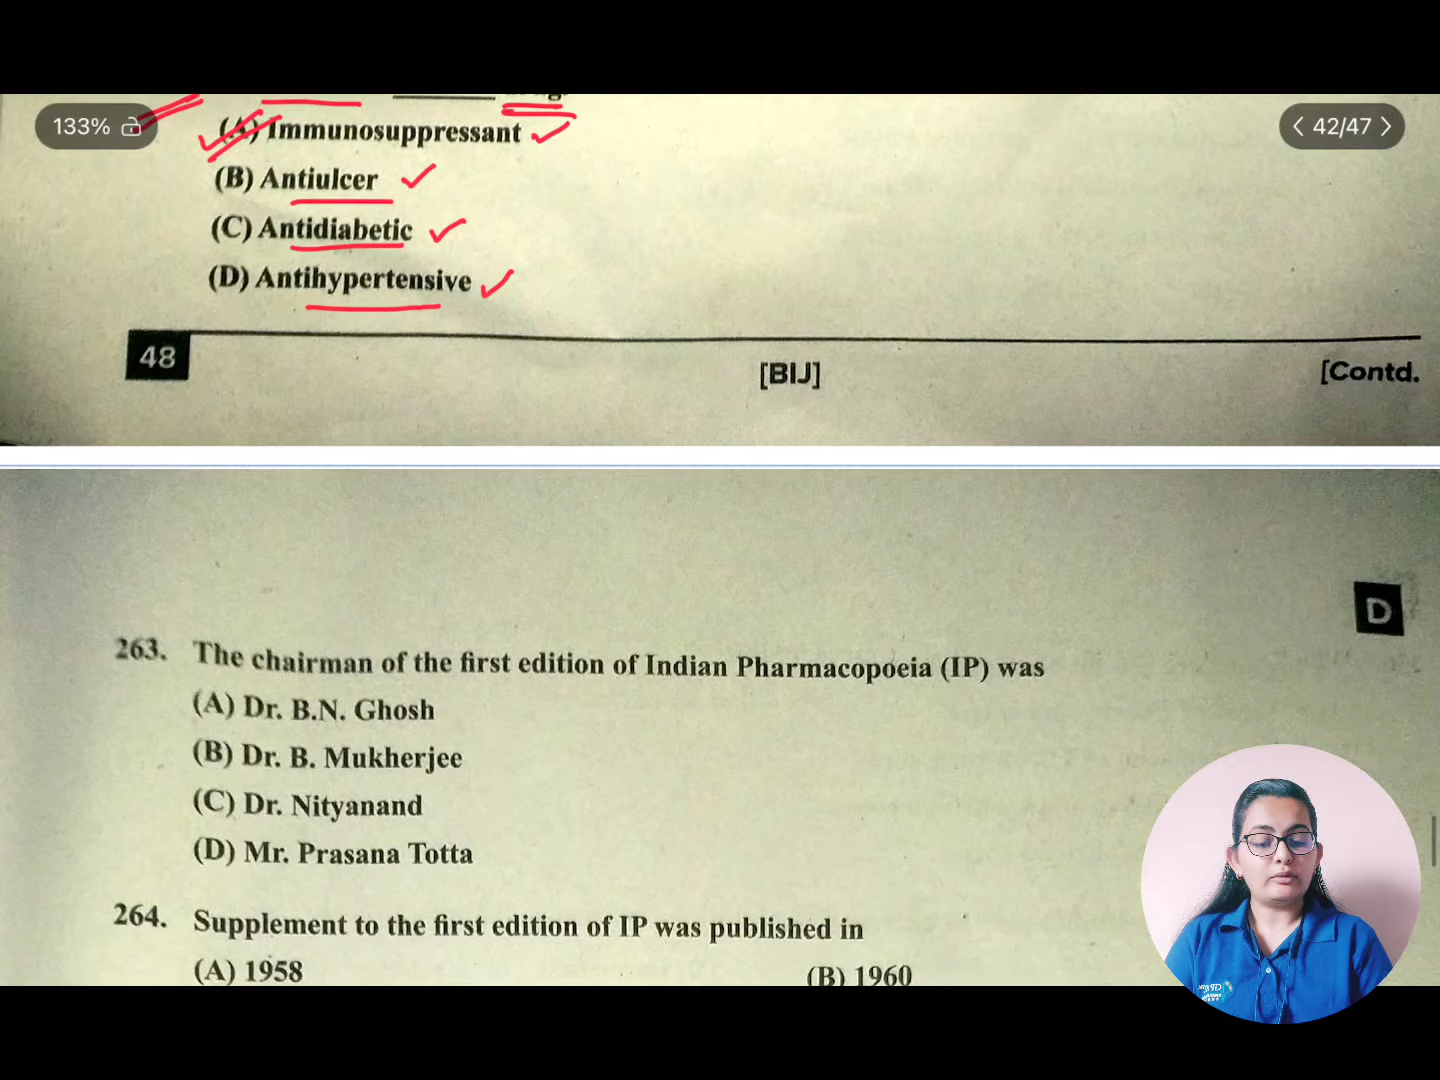 133%
42/47
(A) Immunosuppressant
(B) Antiulcer
(C) Antidiabetic
(D) Antihypertensive
48
[BIJ]
[Contd.
D
263. The chairman of the first edition of Indian Pharmacopoeia (IP) was
(A) Dr. B.N. Ghosh
(B) Dr. B. Mukherjee
(C) Dr. Nityanand
(D) Mr. Prasana Totta
264. Supplement to the first edition of IP was published in
(A) 1958
(B) 1960